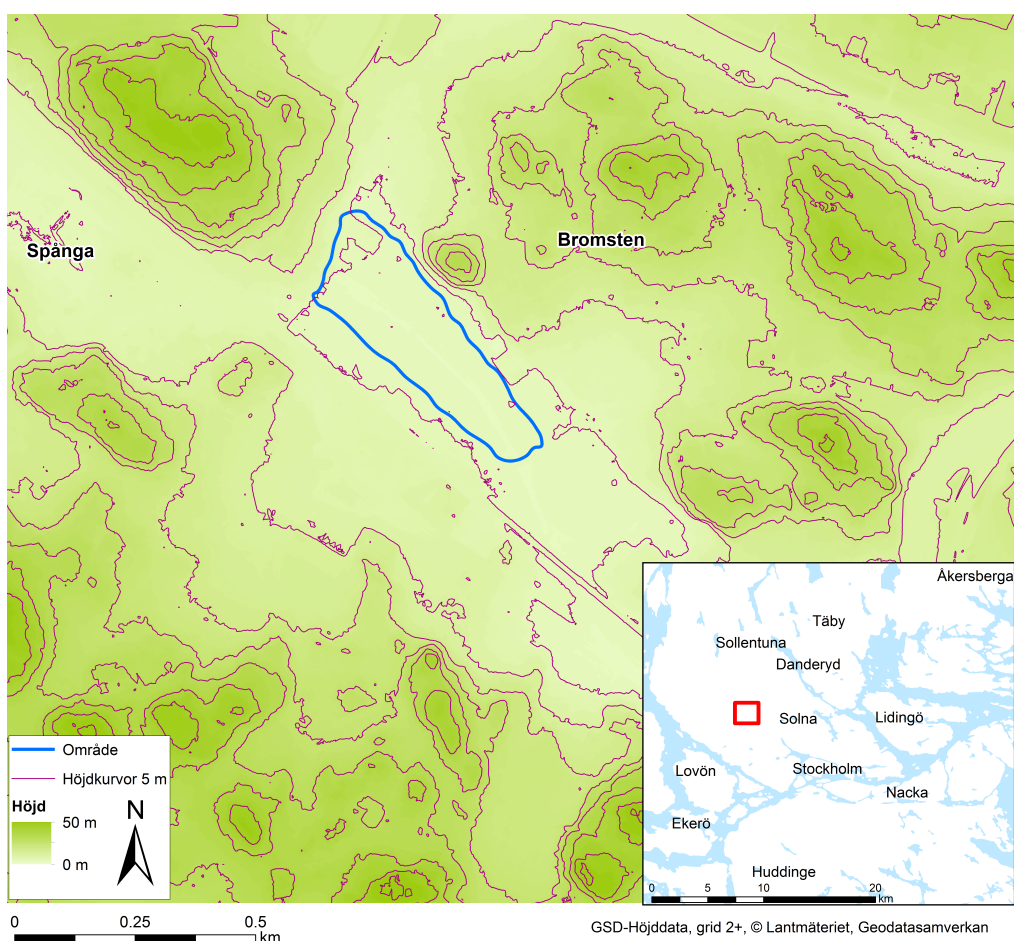 Spånga
Bromsten
Område
Höjdkurvor 5 m
Höjd
50 m
0 m
N
Åkersberga
Täby
Sollentuna
Danderyd
Solna
Lidingö
Lovön
Stockholm
Nacka
Ekerö
Huddinge
0 5 10 20
km
0 0.25 0.5
km
GSD-Höjddata, grid 2+, © Lantmäteriet, Geodatasamverkan